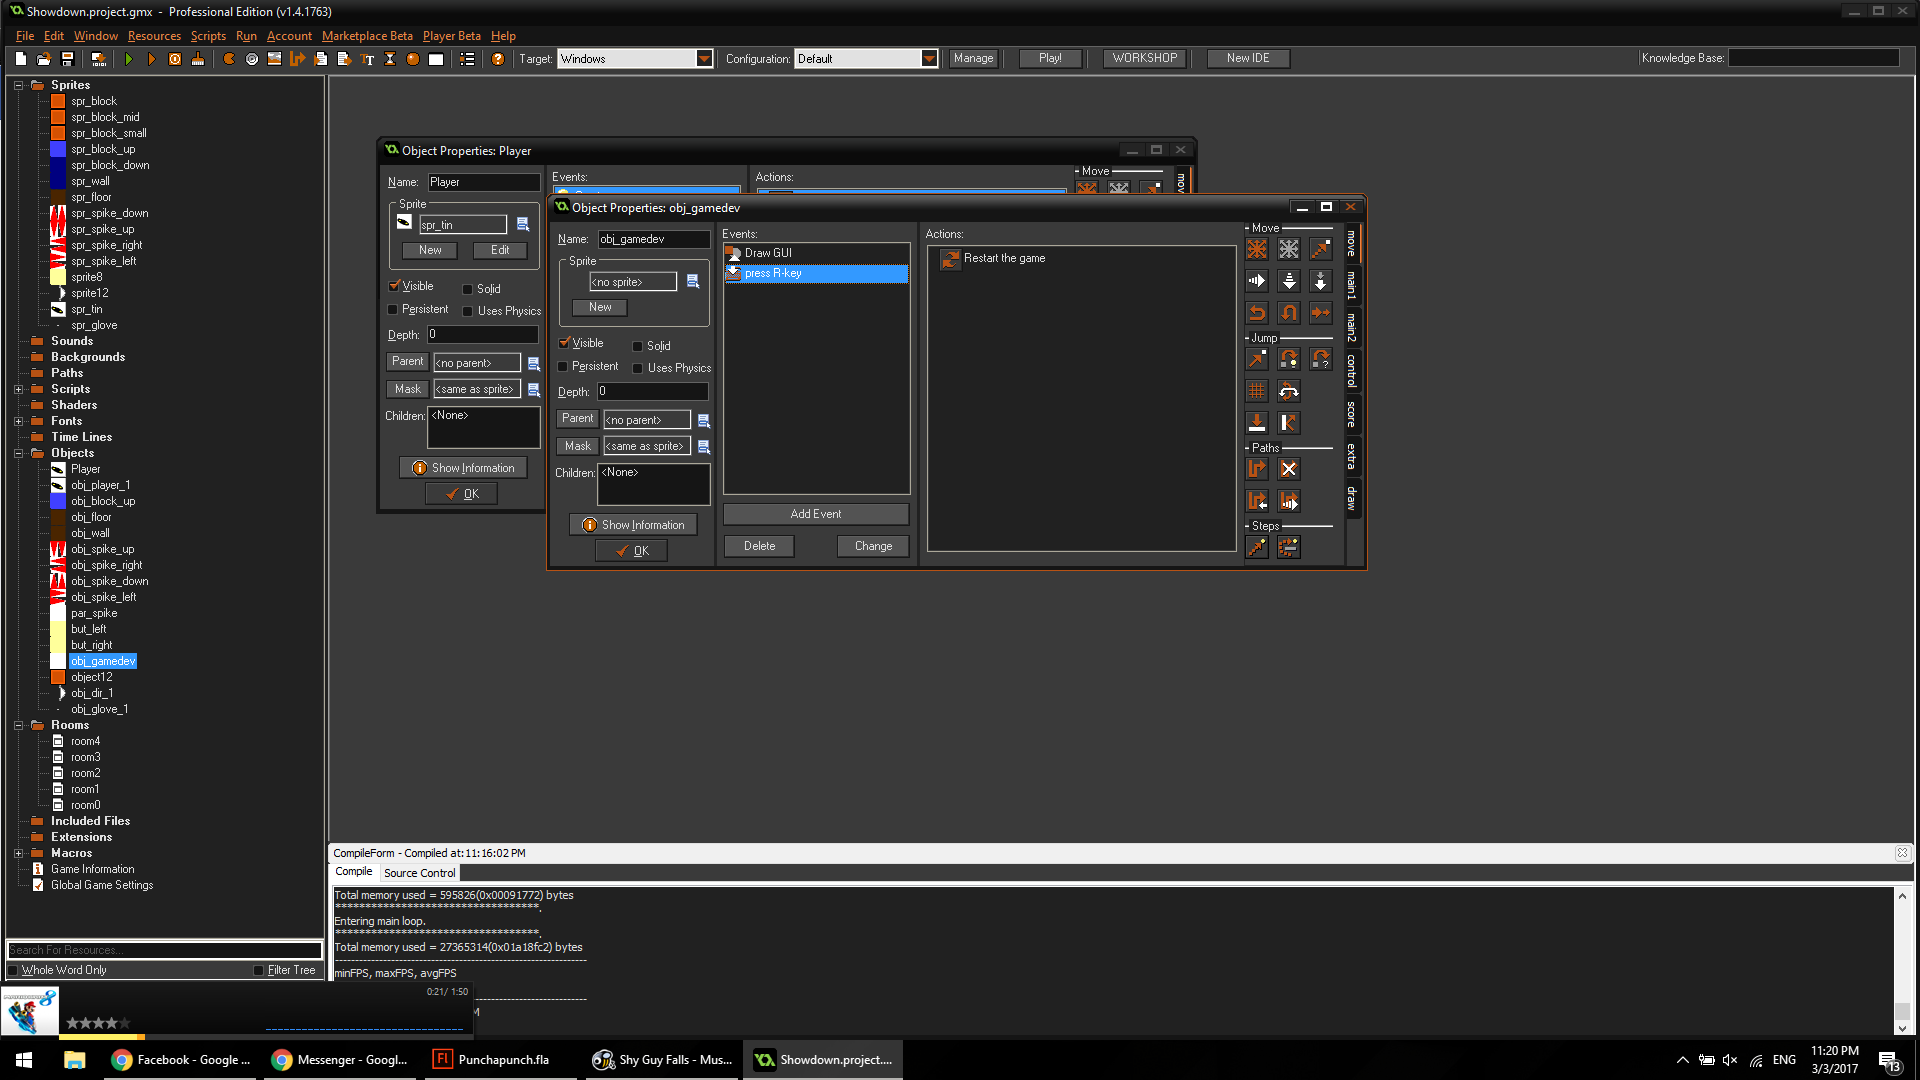 Showdown.project.gmx - Professional Edition (v1.4.1763)
File Edit Window Resources Scripts Run Account Marketplace Beta Player Beta Help
Target: Windows Configuration: Default Manage Play! WORKSHOP New IDE Knowledge Base:
Sprites
spr_block
spr_block_mid
spr_block_small
spr_block_up
spr_block_down
spr_wall
spr_floor
spr_spike_down
spr_spike_up
spr_spike_right
spr_spike_left
sprite8
sprite12
spr_tin
spr_glove
Sounds
Backgrounds
Paths
Scripts
Shaders
Fonts
Time Lines
Objects
Player
obj_player_1
obj_block_up
obj_floor
obj_wall
obj_spike_up
obj_spike_right
obj_spike_down
obj_spike_left
par_spike
but_left
but_right
obj_gamedev
object12
obj_dir_1
obj_glove_1
Rooms
room4
room3
room2
room1
room0
Included Files
Extensions
Macros
Game Information
Global Game Settings
Search For Resources...
Whole Word Only Filter Tree
Object Properties: Player
Name: Player
Sprite
spr_tin
New Edit
Visible Solid
Persistent Uses Physics
Depth: 0
Parent <no parent>
Mask <same as sprite>
Children: <None>
Show Information
OK
Events:
Actions:
Move
move
Object Properties: obj_gamedev
Name: obj_gamedev
Sprite
<no sprite>
New
Visible Solid
Persistent Uses Physics
Depth: 0
Parent <no parent>
Mask <same as sprite>
Children: <None>
Show Information
OK
Events:
Draw GUI
press R-key
Add Event
Delete Change
Actions:
Restart the game
Move
Jump
Paths
Steps
move
main1
main2
control
score
extra
draw
CompileForm - Compiled at: 11:16:02 PM
Compile Source Control
Total memory used = 595826(0x00091772) bytes
**********************************.
Entering main loop.
**********************************.
Total memory used = 27365314(0x01a18fc2) bytes
minFPS, maxFPS, avgFPS
0:21/ 1:50
Facebook - Google ...
Messenger - Googl...
Punchapunch.fla
Shy Guy Falls - Mus...
Showdown.project....
ENG
11:20 PM
3/3/2017
13